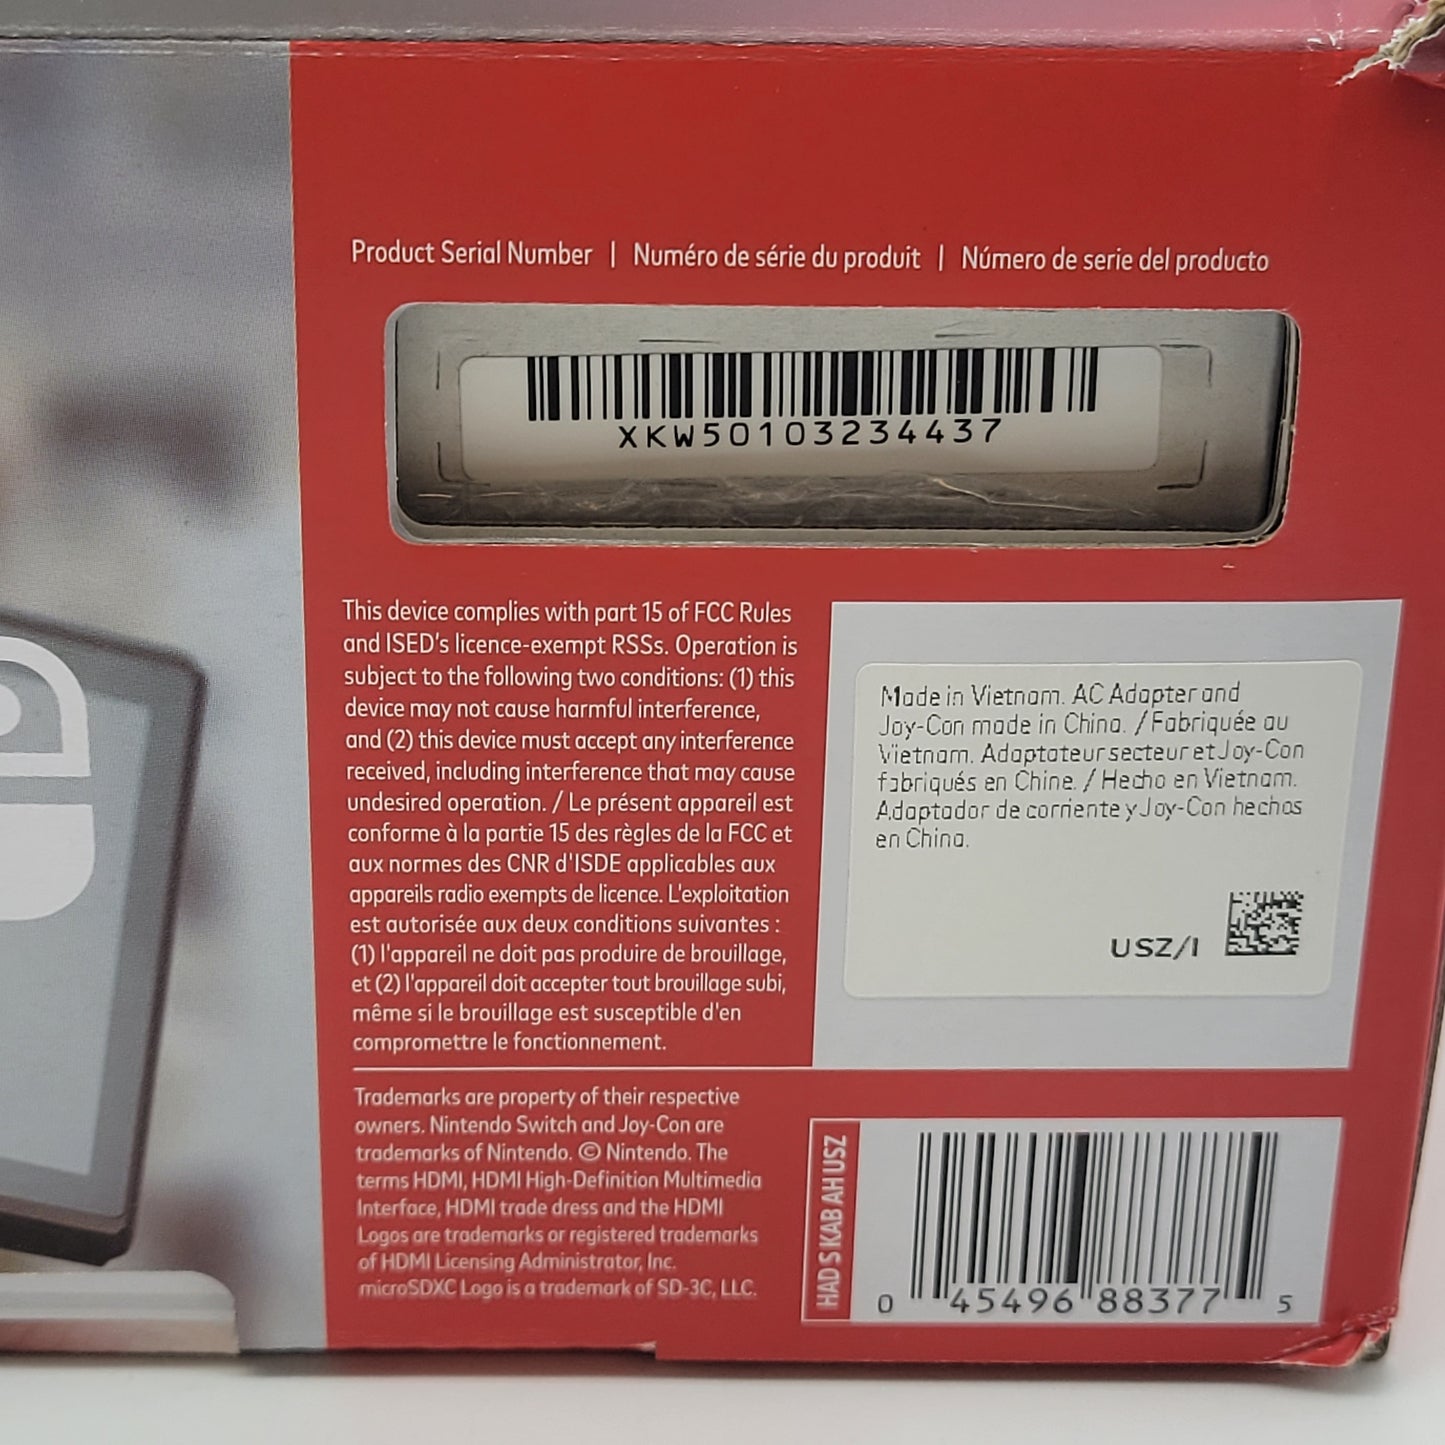 Product Serial Number | Numéro de série du produit | Número de serie del producto
XKW50103234437
This device complies with part 15 of FCC Rules
and ISED's licence-exempt RSSs. Operation is
subject to the following two conditions: (1) this
device may not cause harmful interference,
and (2) this device must accept any interference
received, including interference that may cause
undesired operation. / Le présent appareil est
conforme à la partie 15 des règles de la FCC et
aux normes des CNR d'ISDE applicables aux
appareils radio exempts de licence. L'exploitation
est autorisée aux deux conditions suivantes :
(1) l'appareil ne doit pas produire de brouillage,
et (2) l'appareil doit accepter tout brouillage subi,
même si le brouillage est susceptible d'en
compromettre le fonctionnement.
Made in Vietnam. AC Adapter and
Joy-Con made in China. / Fabriquée au
Vietnam. Adaptateur secteur et Joy-Con
fabriqués en Chine. / Hecho en Vietnam.
Adaptador de corriente y Joy-Con hechos
en China.
USZ/I
Trademarks are property of their respective
owners. Nintendo Switch and Joy-Con are
trademarks of Nintendo. © Nintendo. The
terms HDMI, HDMI High-Definition Multimedia
Interface, HDMI trade dress and the HDMI
Logos are trademarks or registered trademarks
of HDMI Licensing Administrator, Inc.
microSDXC Logo is a trademark of SD-3C, LLC.
HAD S KAB AH USZ
0 45496 88377 5